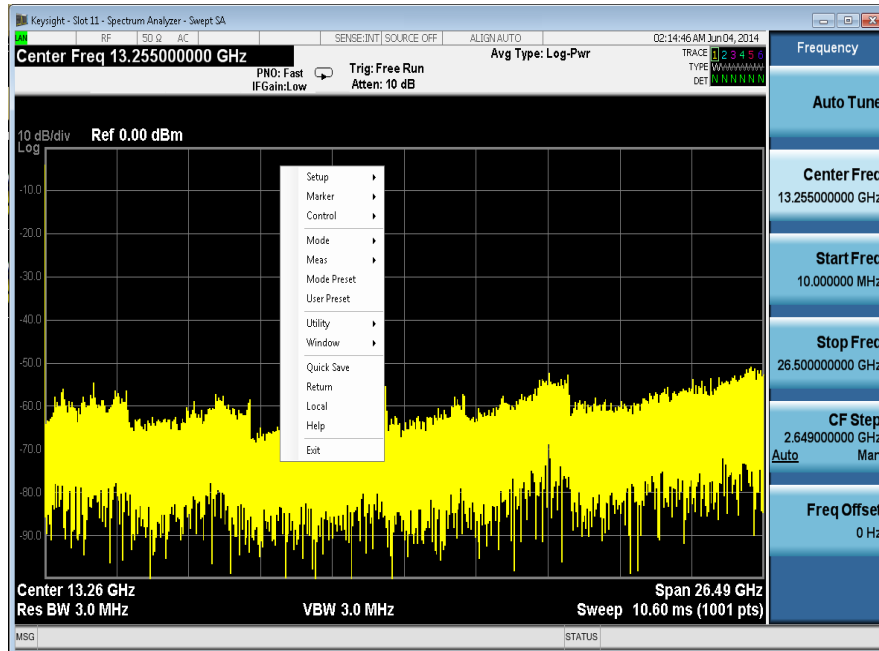 Keysight - Slot 11 - Spectrum Analyzer - Swept SA
LXI RF 50 Ω AC SENSE:INT SOURCE OFF ALIGN AUTO 02:14:46 AM Jun 04, 2014
Center Freq 13.255000000 GHz
PNO: Fast
IFGain:Low
Trig: Free Run
Atten: 10 dB
Avg Type: Log-Pwr
TRACE 1 2 3 4 5 6
TYPE WWWWWW
DET N N N N N N
10 dB/div Ref 0.00 dBm
Log
-10.0
-20.0
-30.0
-40.0
-50.0
-60.0
-70.0
-80.0
-90.0
Setup
Marker
Control
Mode
Meas
Mode Preset
User Preset
Utility
Window
Quick Save
Return
Local
Help
Exit
Center 13.26 GHz
Span 26.49 GHz
Res BW 3.0 MHz
VBW 3.0 MHz
Sweep 10.60 ms (1001 pts)
MSG
STATUS
Frequency
Auto Tune
Center Freq
13.255000000 GHz
Start Freq
10.000000 MHz
Stop Freq
26.500000000 GHz
CF Step
2.649000000 GHz
Auto Man
Freq Offset
0 Hz